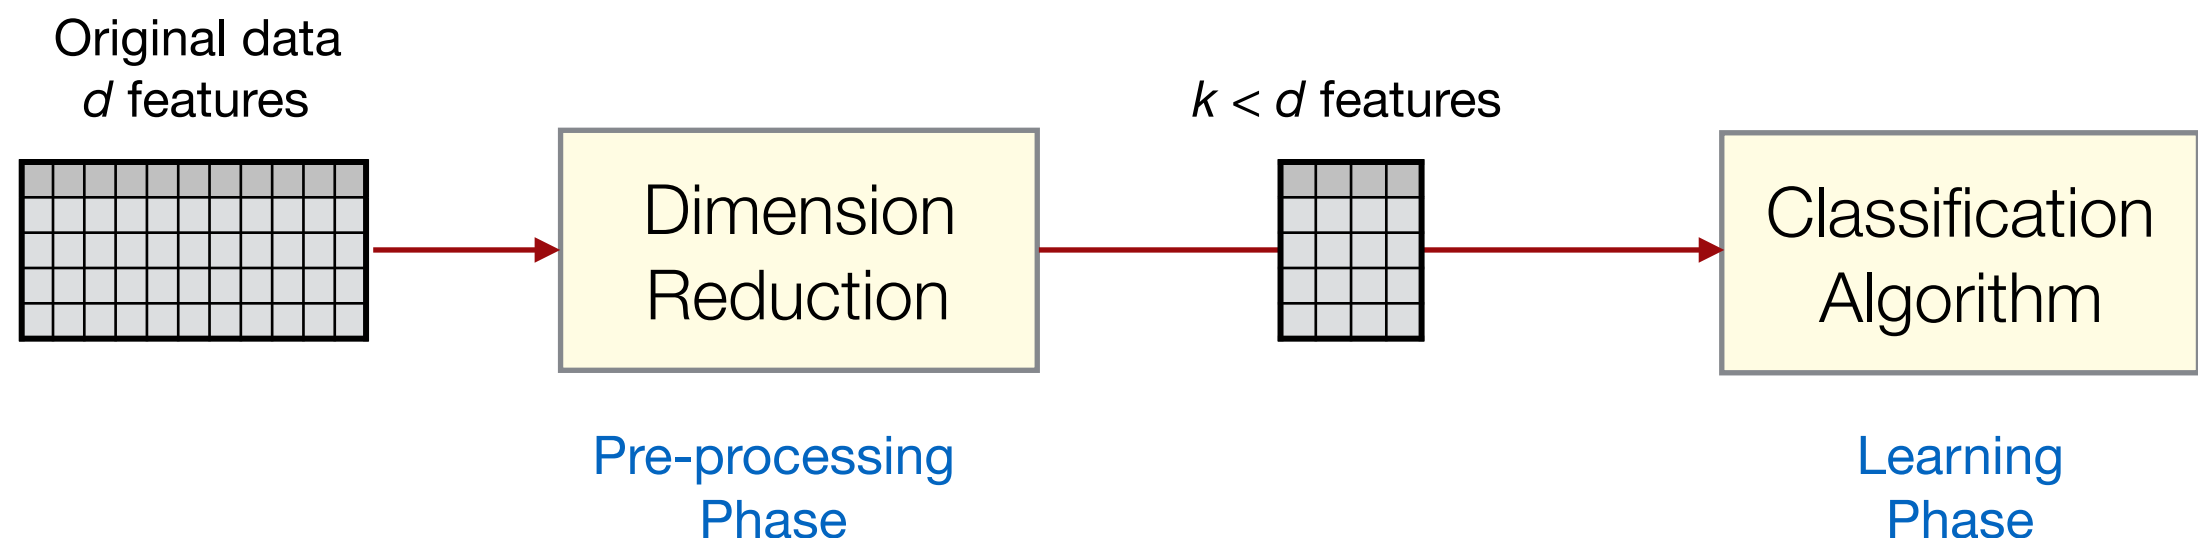 Original data
d features
k < d features
Dimension
Reduction
Classification
Algorithm
Pre-processing
Phase
Learning
Phase